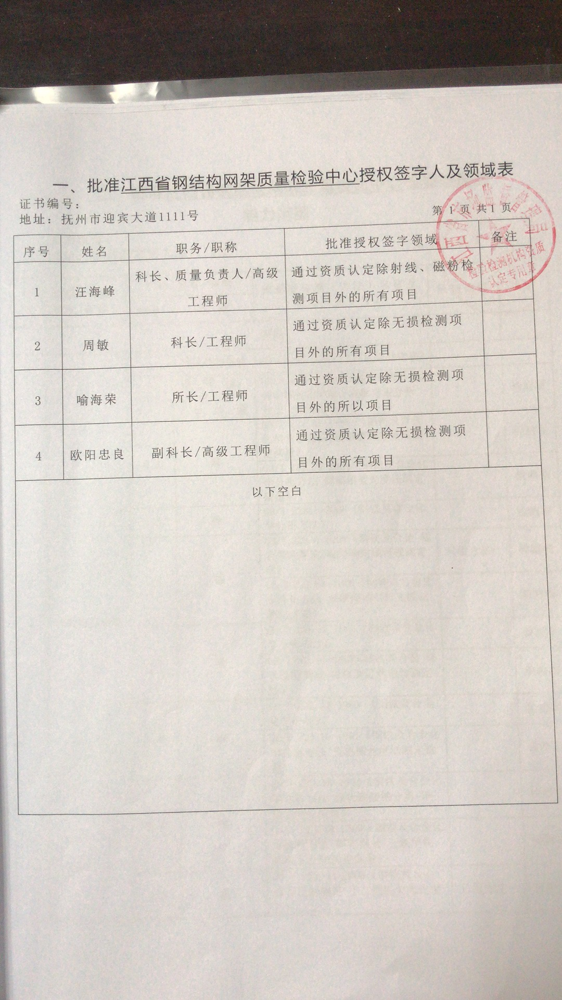 一、批准江西省钢结构网架质量检验中心授权签字人及领域表
证书编号：
地址：抚州市迎宾大道1111号
第 1 页 共 1 页
序号 姓名 职务/职称 批准授权签字领域 备注
1 汪海峰 科长、质量负责人/高级工程师 通过资质认定除射线、磁粉检
测项目外的所有项目
2 周敏 科长/工程师 通过资质认定除无损检测项
目外的所有项目
3 喻海荣 所长/工程师 通过资质认定除无损检测项
目外的所以项目
4 欧阳忠良 副科长/高级工程师 通过资质认定除无损检测项
目外的所有项目
以下空白
检验检测机构资质
认定专用章